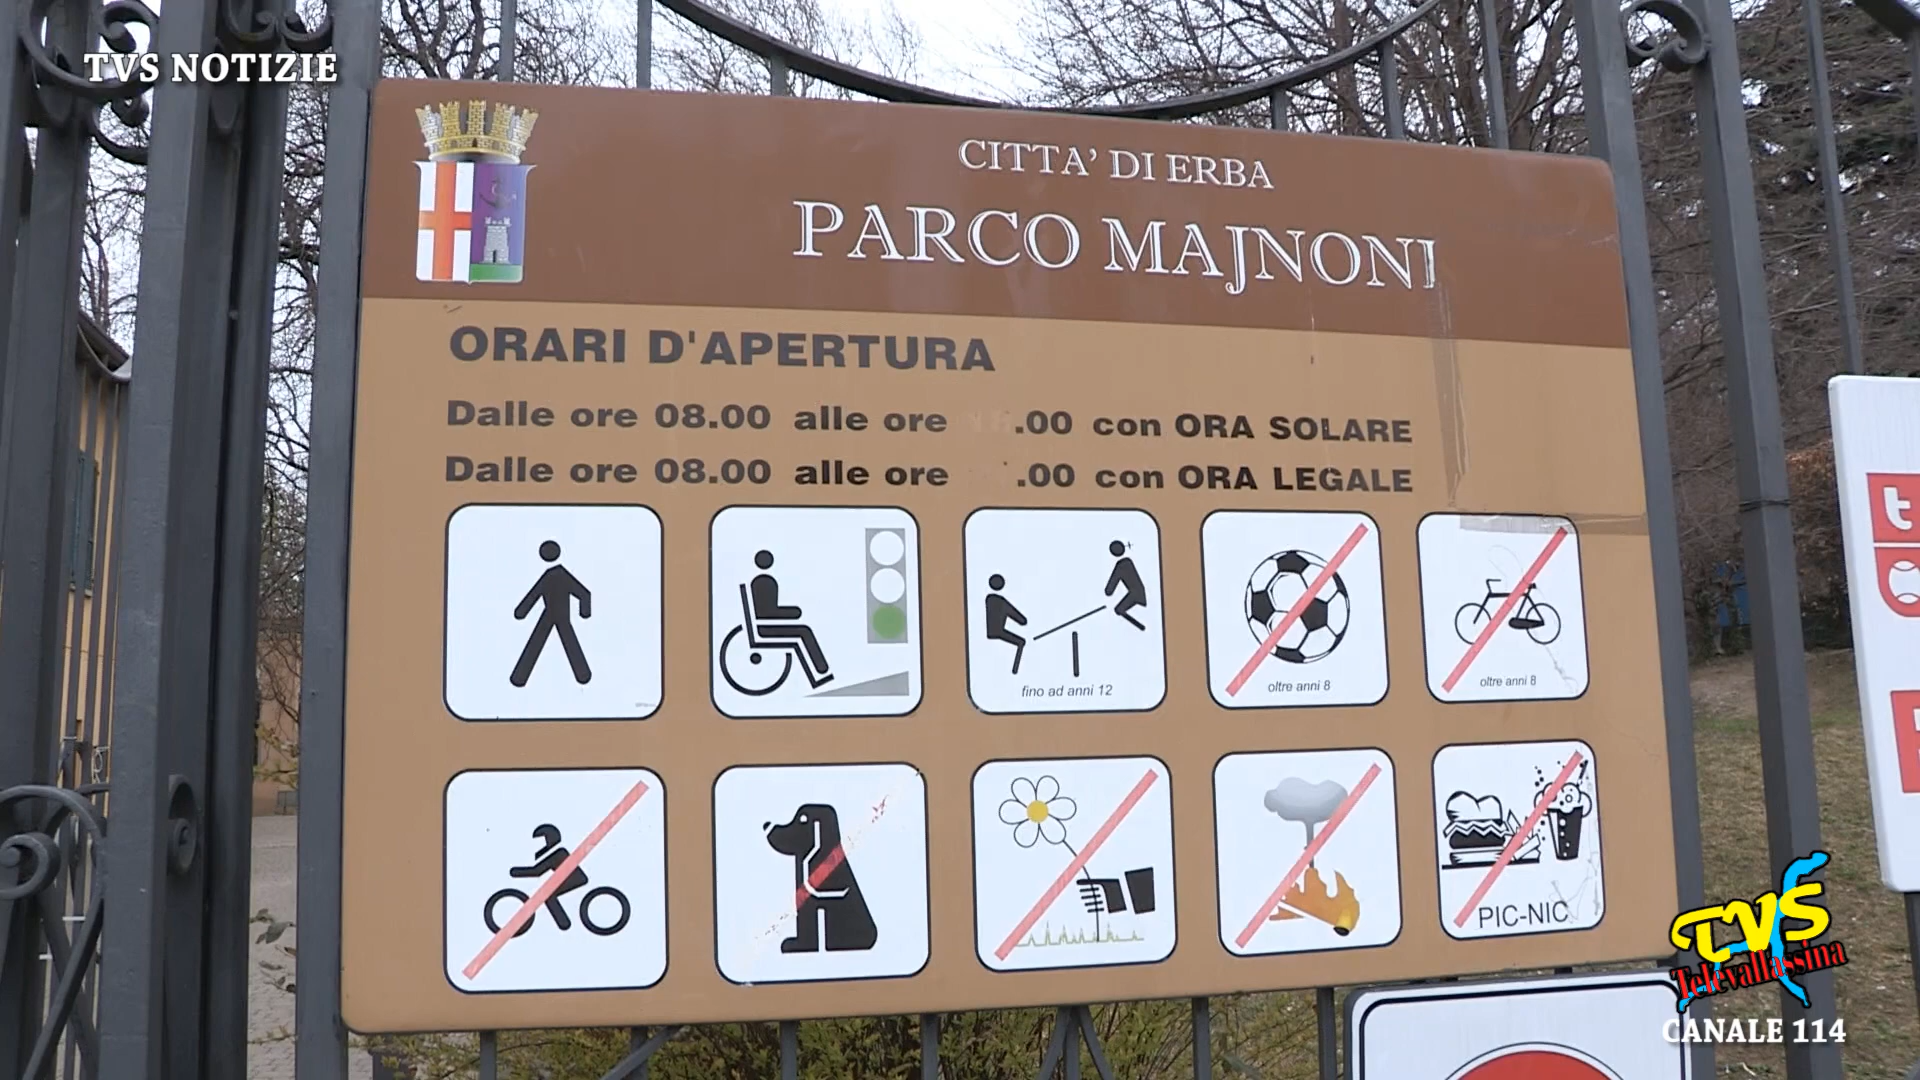 TVS NOTIZIE
CITTA' DI ERBA
PARCO MAJNONI
ORARI D'APERTURA
Dalle ore 08.00 alle ore .00 con ORA SOLARE
Dalle ore 08.00 alle ore .00 con ORA LEGALE
fino ad anni 12
oltre anni 8
oltre anni 8
PIC-NIC
TVS
Televallassina
CANALE 114